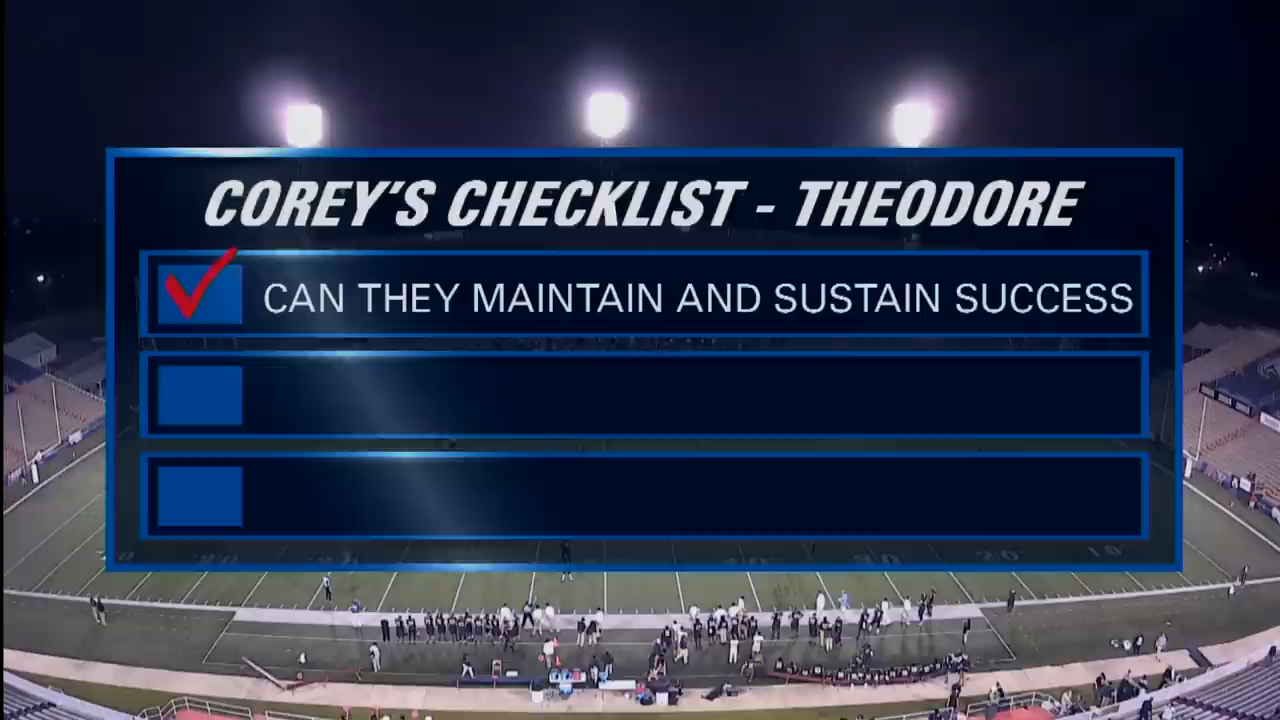 COREY'S CHECKLIST - THEODORE
CAN THEY MAINTAIN AND SUSTAIN SUCCESS